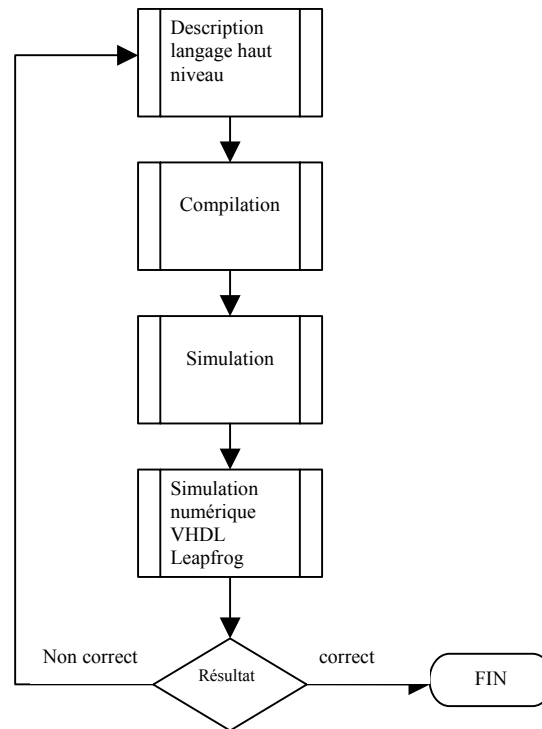 Description
langage haut
niveau
Compilation
Simulation
Simulation
numérique
VHDL
Leapfrog
Non correct
Résultat
correct
FIN